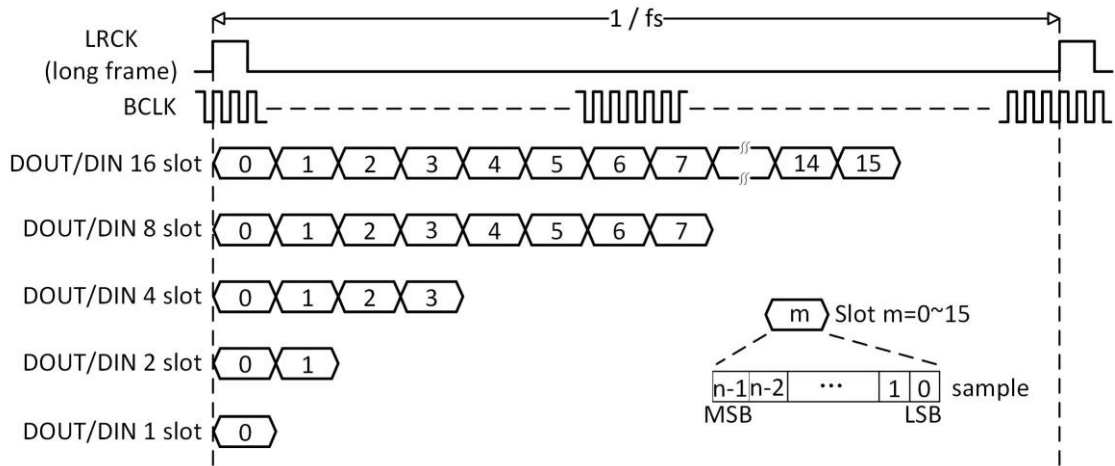 1 / fs
LRCK
(long frame)
BCLK
DOUT/DIN 16 slot 0 1 2 3 4 5 6 7 14 15
DOUT/DIN 8 slot 0 1 2 3 4 5 6 7
DOUT/DIN 4 slot 0 1 2 3
m Slot m=0~15
DOUT/DIN 2 slot 0 1
n-1 n-2 ... 1 0 sample
MSB LSB
DOUT/DIN 1 slot 0